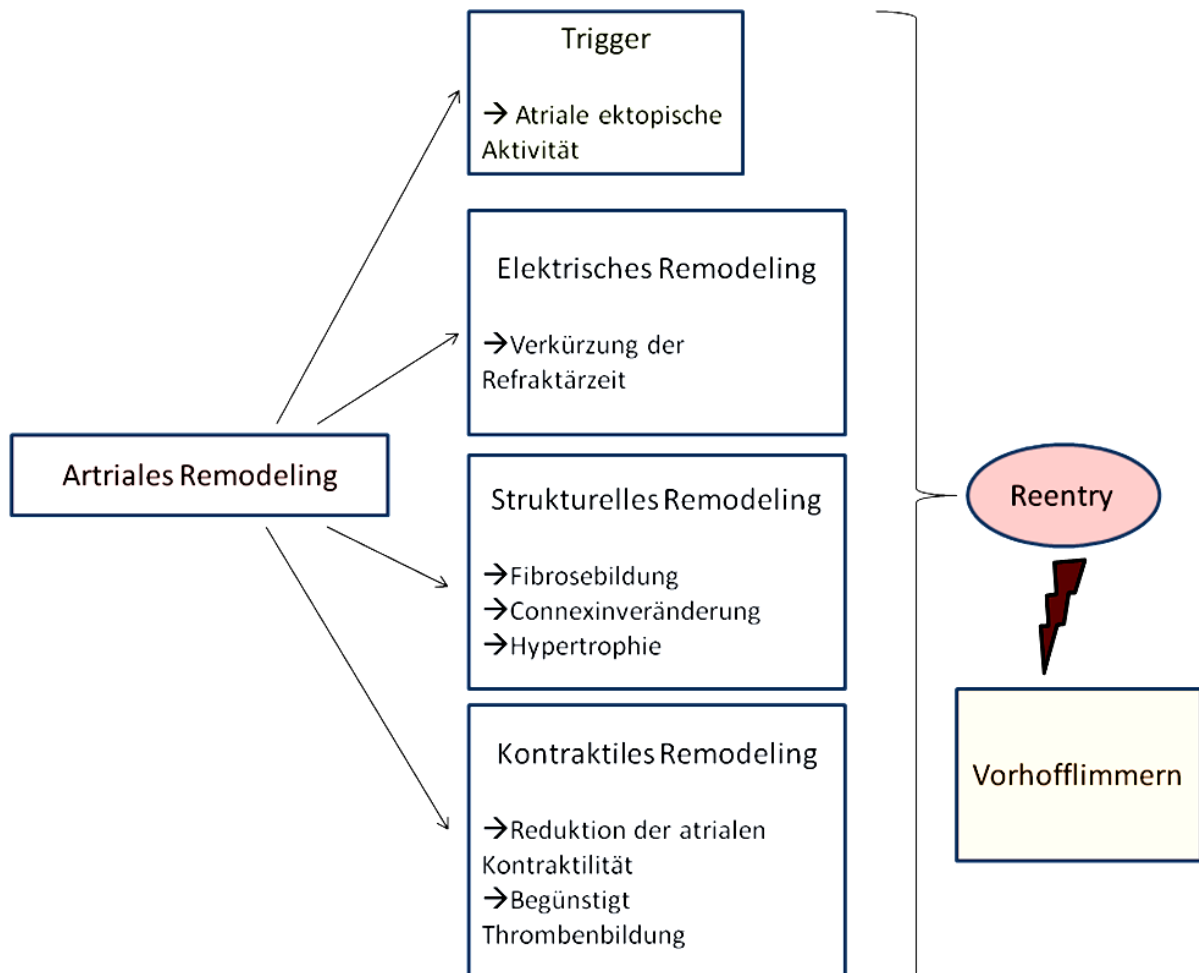 Trigger
→ Atriale ektopische
Aktivität
Elektrisches Remodeling
→Verkürzung der
Refraktärzeit
Artriales Remodeling
Strukturelles Remodeling
→Fibrosebildung
→Connexinveränderung
→Hypertrophie
Kontraktiles Remodeling
→Reduktion der atrialen
Kontraktilität
→Begünstigt
Thrombenbildung
Reentry
Vorhofflimmern